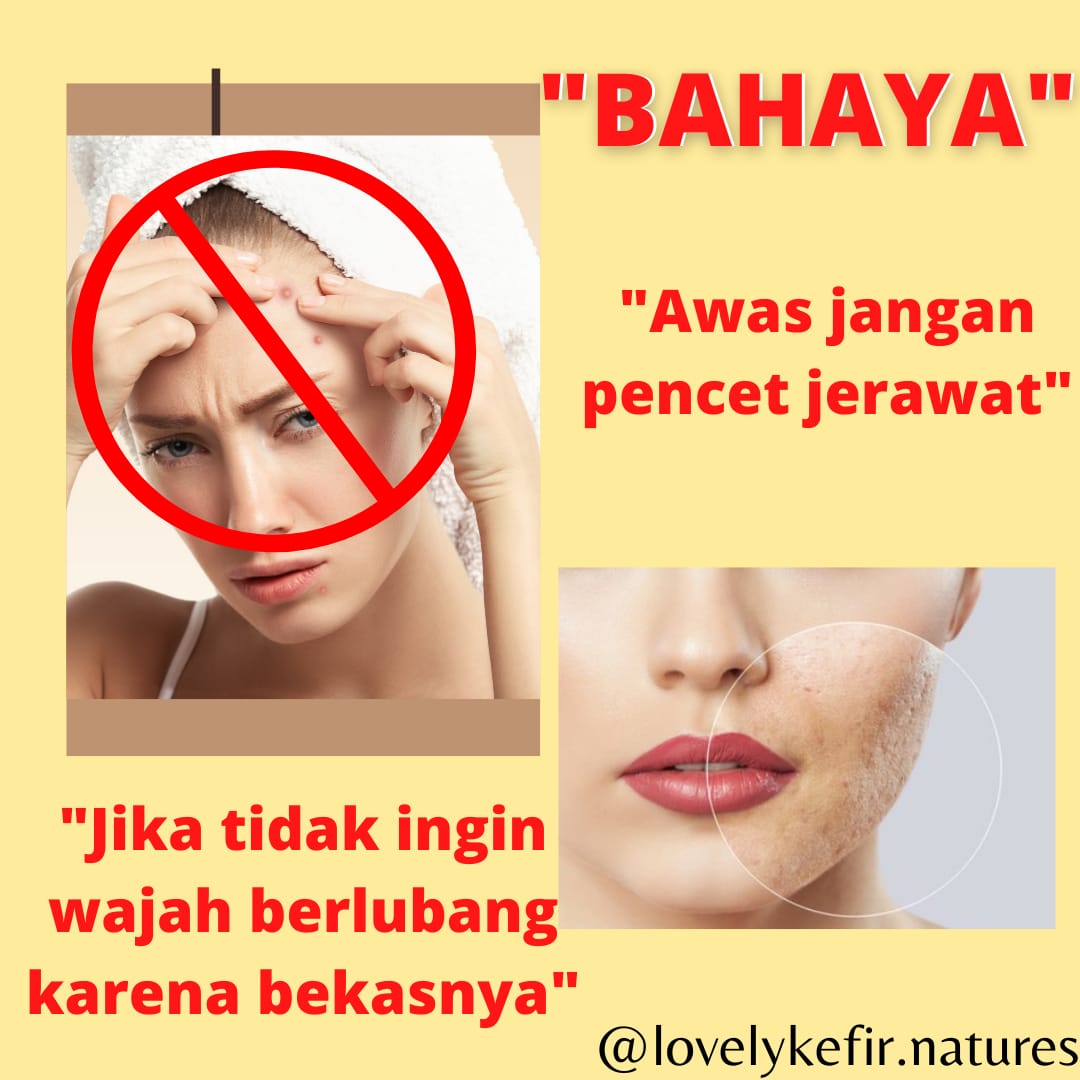 "BAHAYA"
"Awas jangan
pencet jerawat"
"Jika tidak ingin
wajah berlubang
karena bekasnya"
@lovelykefir.natures